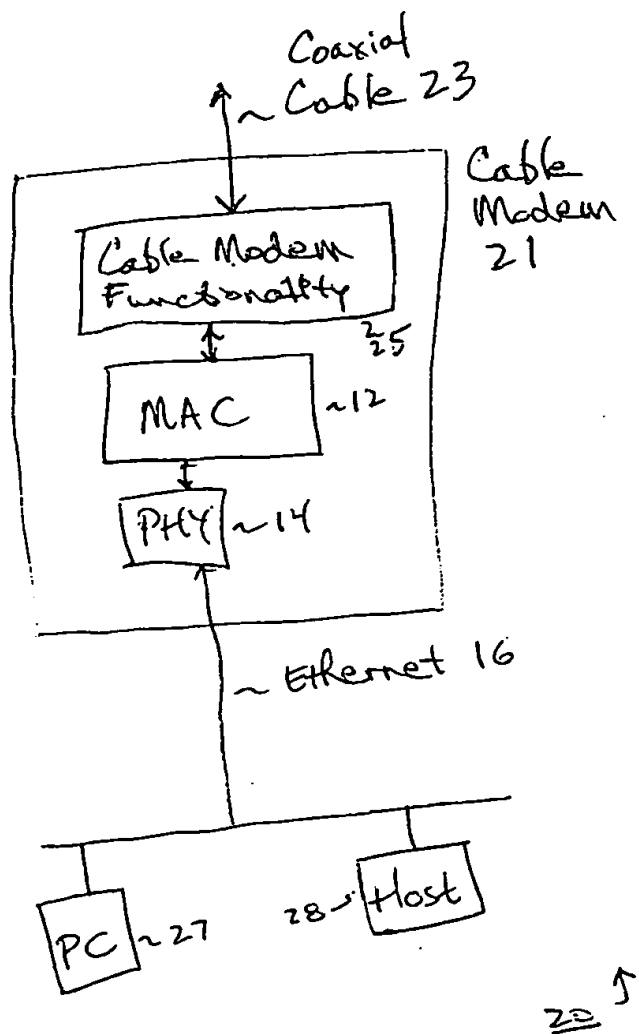 Coaxial
~ Cable 23
Cable
Modem
21
Cable Modem
Functionality
25
MAC ~12
PHY ~14
~ Ethernet 16
PC ~27
28 Host
20